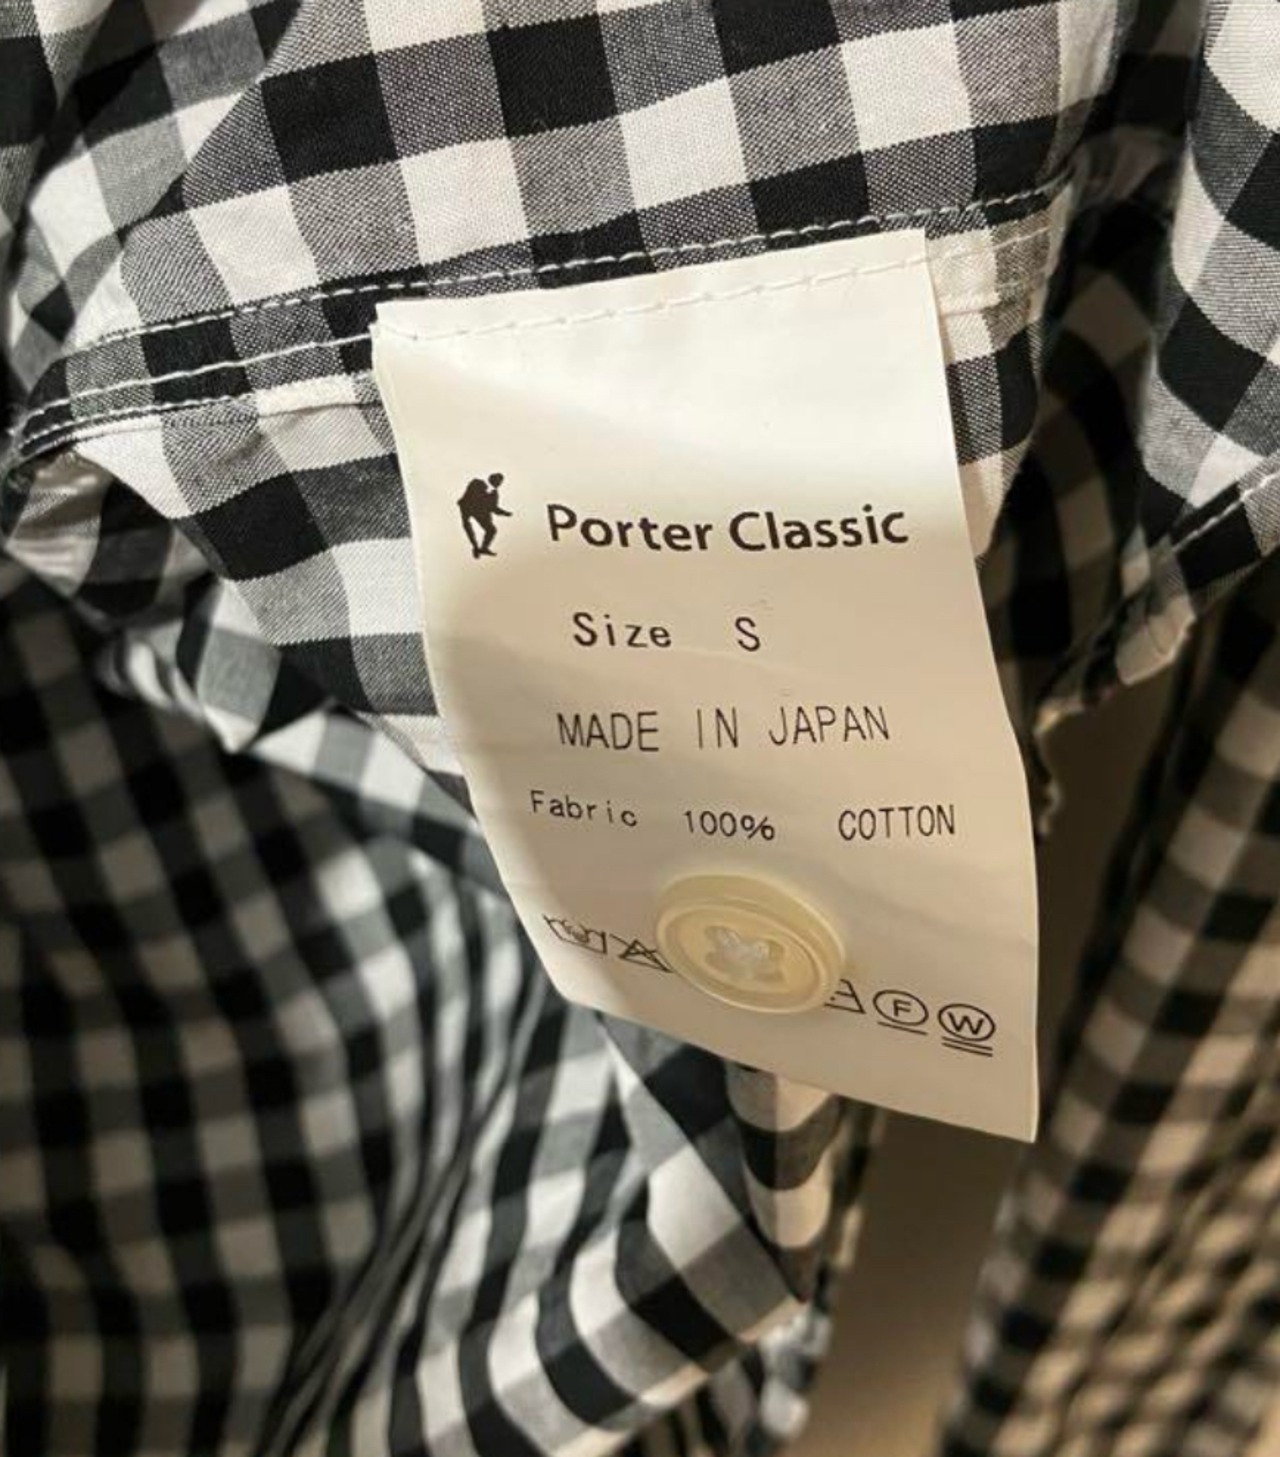 Porter Classic
Size S
MADE IN JAPAN
Fabric 100% COTTON
F W